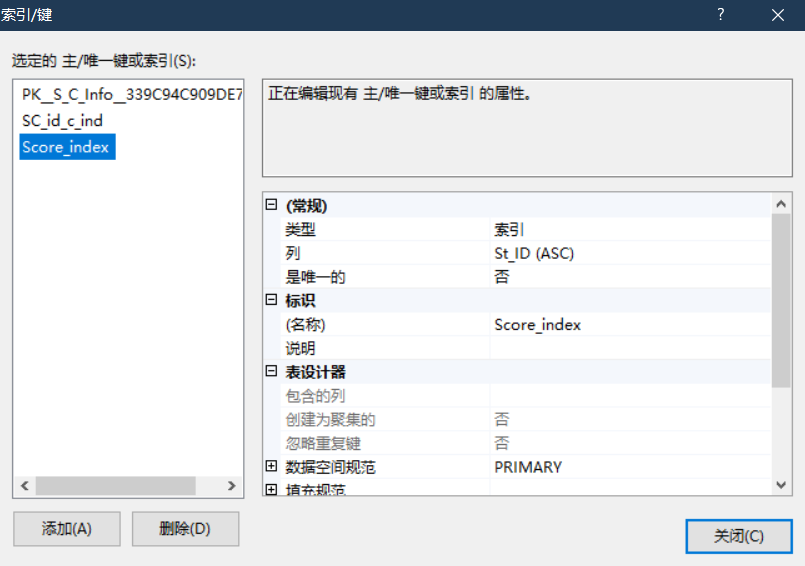 索引/键
选定的 主/唯一键或索引(S):
PK__S_C_Info__339C94C909DE7
SC_id_c_ind
Score_index
添加(A)
删除(D)
正在编辑现有 主/唯一键或索引 的属性。
(常规)
类型 索引
列 St_ID (ASC)
是唯一的 否
标识
(名称) Score_index
说明
表设计器
包含的列
创建为聚集的 否
忽略重复键 否
数据空间规范 PRIMARY
填充规范
关闭(C)